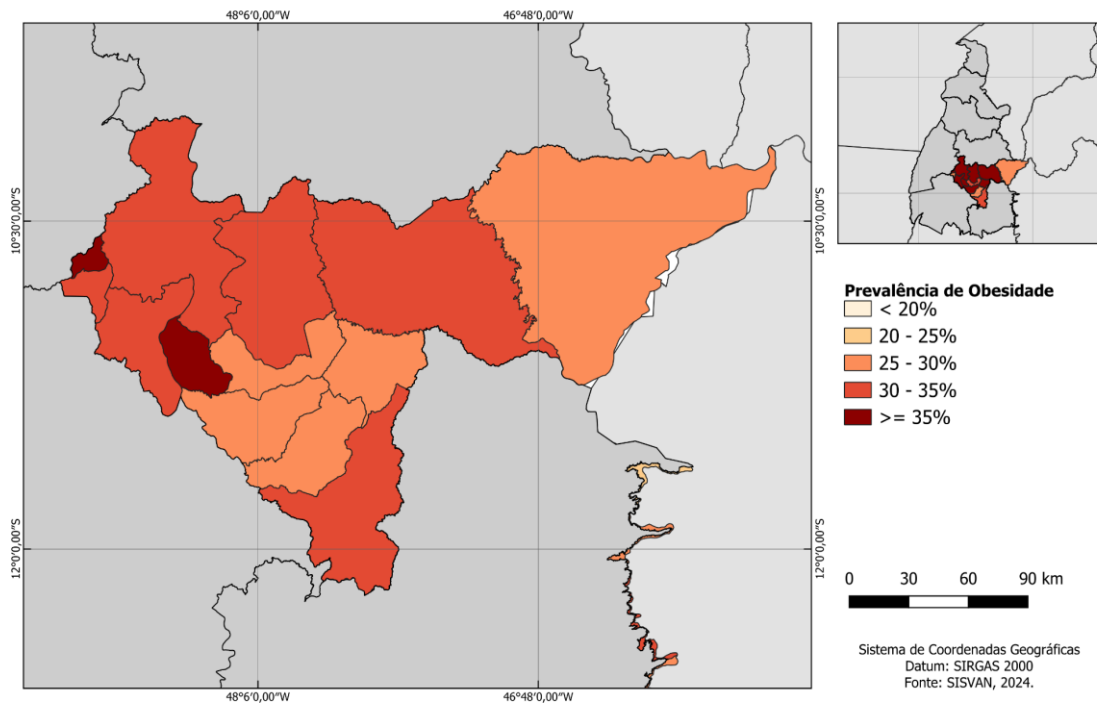 48°6′0,00″W
46°48′0,00″W
10°30′0,00″S
10°30′0,00″S
12°0′0,00″S
12°0′0,00″S
48°6′0,00″W
46°48′0,00″W
Prevalência de Obesidade
< 20%
20 - 25%
25 - 30%
30 - 35%
>= 35%
0 30 60 90 km
Sistema de Coordenadas Geográficas
Datum: SIRGAS 2000
Fonte: SISVAN, 2024.